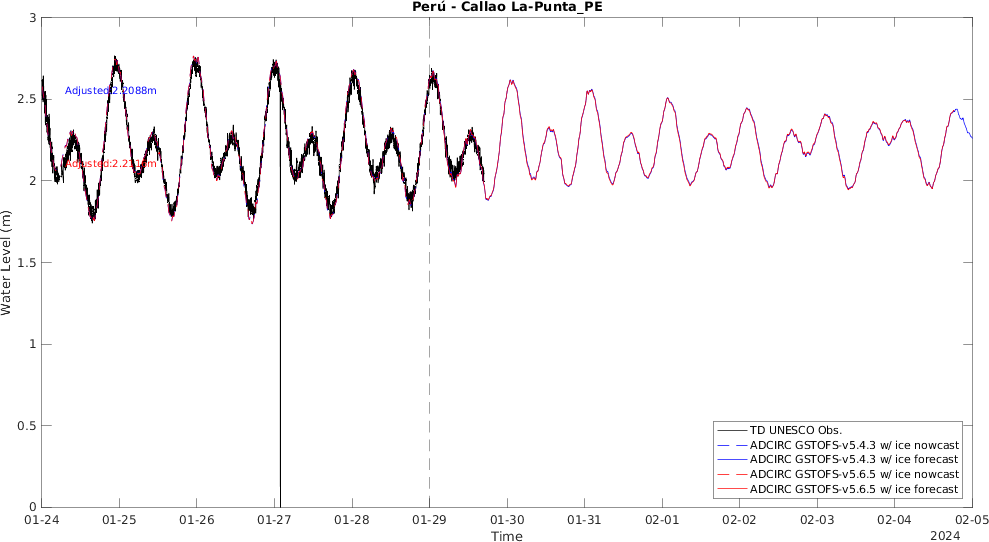 Perú - Callao La-Punta_PE
3
2.5
2
1.5
1
0.5
0
Water Level (m)
Adjusted:2.2088m
TD UNESCO Obs.
ADCIRC GSTOFS-v5.4.3 w/ ice nowcast
ADCIRC GSTOFS-v5.4.3 w/ ice forecast
ADCIRC GSTOFS-v5.6.5 w/ ice nowcast
ADCIRC GSTOFS-v5.6.5 w/ ice forecast
01-24 01-25 01-26 01-27 01-28 01-29 01-30 01-31 02-01 02-02 02-03 02-04 02-05
Time
2024